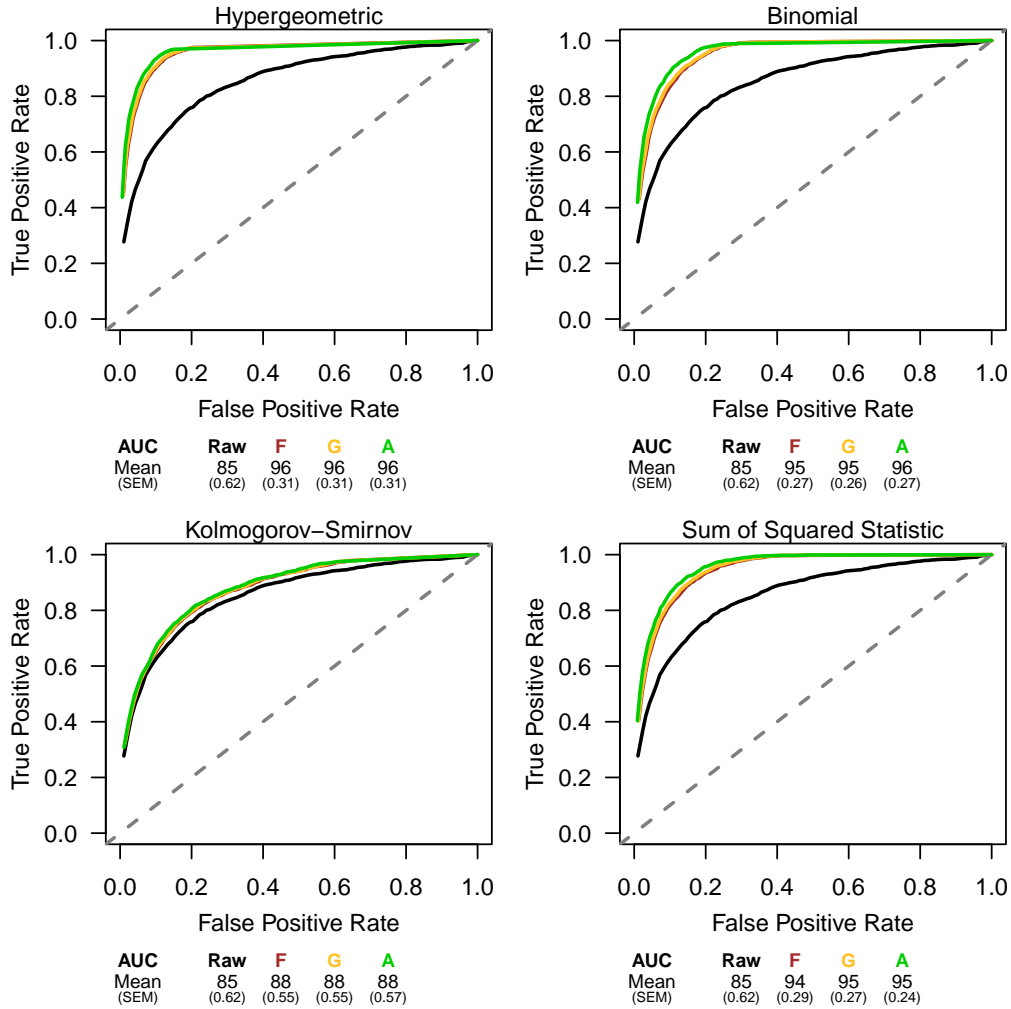 Hypergeometric
True Positive Rate
1.0
0.8
0.6
0.4
0.2
0.0
0.0 0.2 0.4 0.6 0.8 1.0
False Positive Rate
AUC Raw F G A
Mean 85 96 96 96
(SEM) (0.62) (0.31) (0.31) (0.31)
Binomial
True Positive Rate
1.0
0.8
0.6
0.4
0.2
0.0
0.0 0.2 0.4 0.6 0.8 1.0
False Positive Rate
AUC Raw F G A
Mean 85 95 95 96
(SEM) (0.62) (0.27) (0.26) (0.27)
Kolmogorov−Smirnov
True Positive Rate
1.0
0.8
0.6
0.4
0.2
0.0
0.0 0.2 0.4 0.6 0.8 1.0
False Positive Rate
AUC Raw F G A
Mean 85 88 88 88
(SEM) (0.62) (0.55) (0.55) (0.57)
Sum of Squared Statistic
True Positive Rate
1.0
0.8
0.6
0.4
0.2
0.0
0.0 0.2 0.4 0.6 0.8 1.0
False Positive Rate
AUC Raw F G A
Mean 85 94 95 95
(SEM) (0.62) (0.29) (0.27) (0.24)